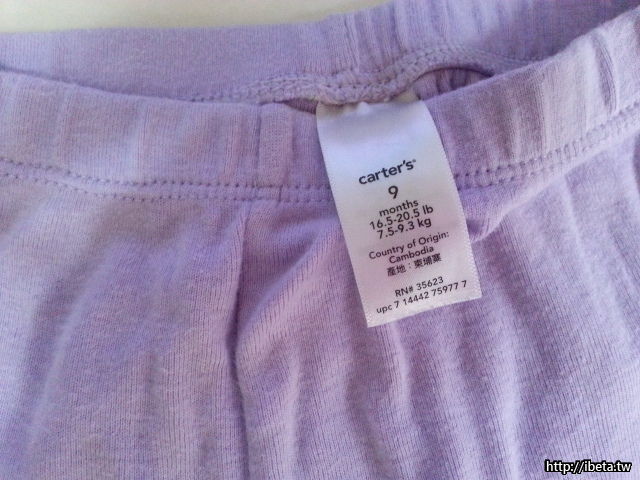 carter's®
9
months
16.5-20.5 lb
7.5-9.3 kg
Country of Origin:
Cambodia
產地：柬埔寨
RN# 35623
upc 7 14442 75977 7
http://ibeta.tw